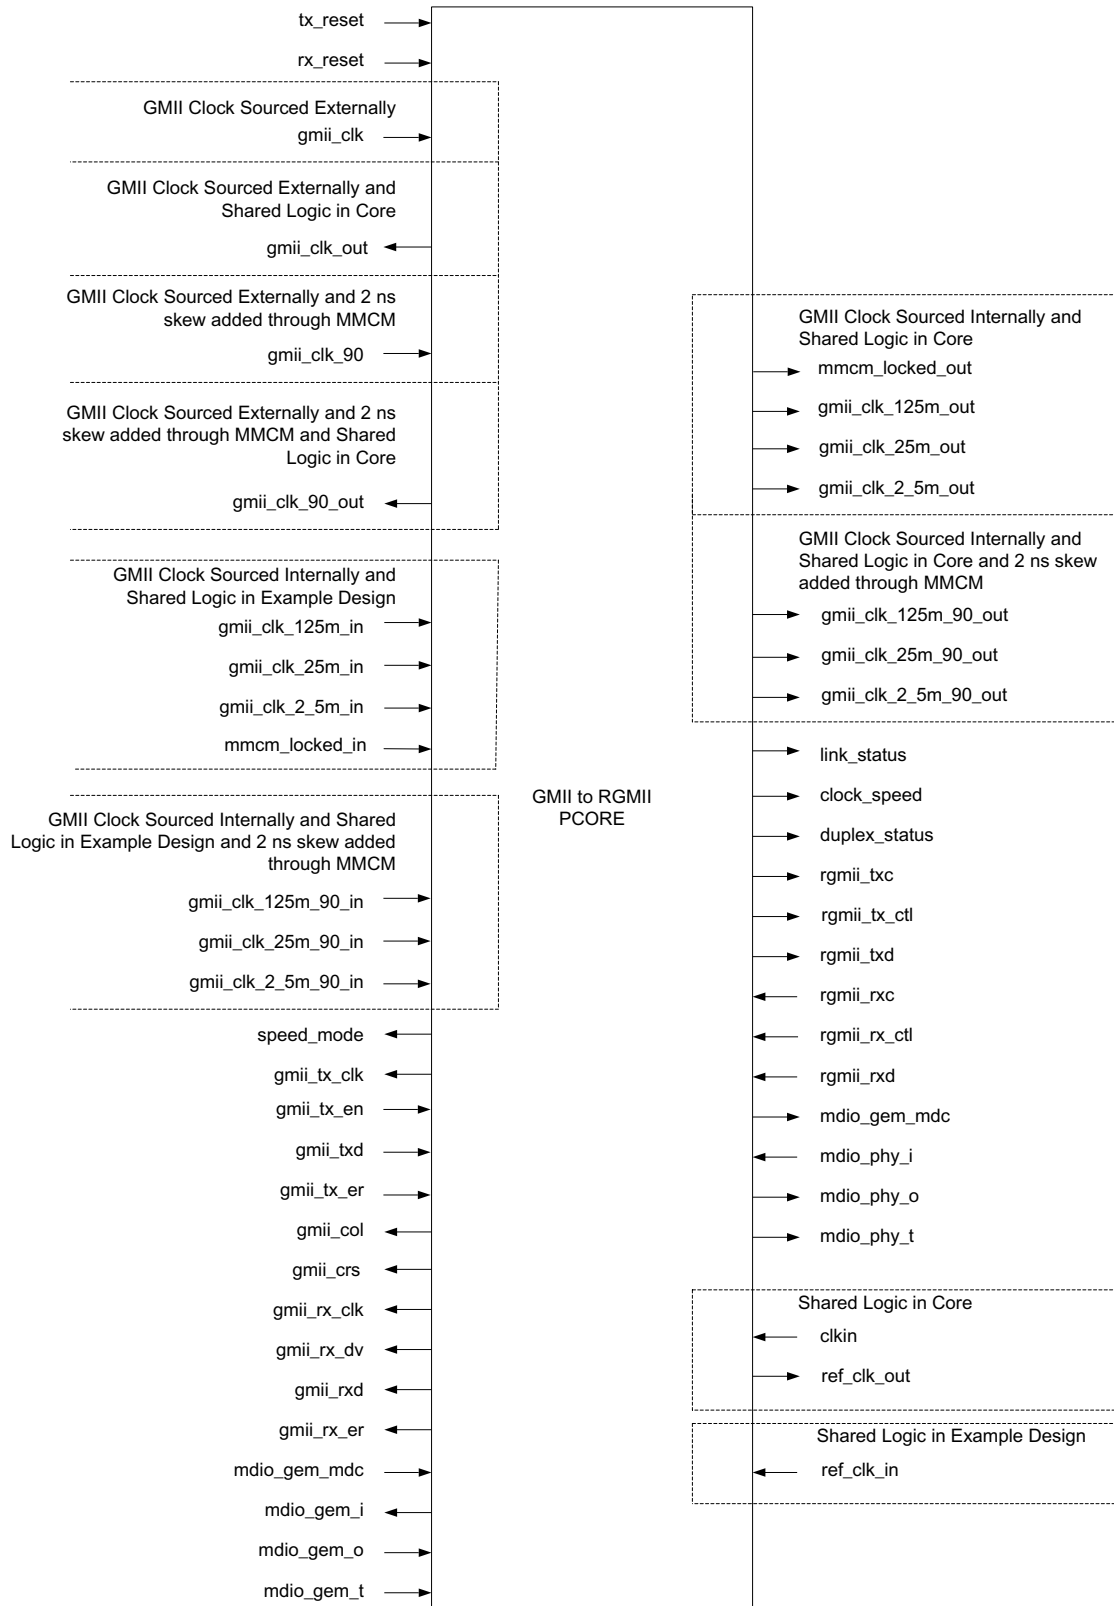 tx_reset
rx_reset
GMII Clock Sourced Externally
gmii_clk
GMII Clock Sourced Externally and
Shared Logic in Core
gmii_clk_out
GMII Clock Sourced Externally and 2 ns
skew added through MMCM
gmii_clk_90
GMII Clock Sourced Externally and 2 ns
skew added through MMCM and Shared
Logic in Core
gmii_clk_90_out
GMII Clock Sourced Internally and
Shared Logic in Example Design
gmii_clk_125m_in
gmii_clk_25m_in
gmii_clk_2_5m_in
mmcm_locked_in
GMII Clock Sourced Internally and Shared
Logic in Example Design and 2 ns skew added
through MMCM
gmii_clk_125m_90_in
gmii_clk_25m_90_in
gmii_clk_2_5m_90_in
speed_mode
gmii_tx_clk
gmii_tx_en
gmii_txd
gmii_tx_er
gmii_col
gmii_crs
gmii_rx_clk
gmii_rx_dv
gmii_rxd
gmii_rx_er
mdio_gem_mdc
mdio_gem_i
mdio_gem_o
mdio_gem_t
GMII to RGMII
PCORE
GMII Clock Sourced Internally and
Shared Logic in Core
mmcm_locked_out
gmii_clk_125m_out
gmii_clk_25m_out
gmii_clk_2_5m_out
GMII Clock Sourced Internally and
Shared Logic in Core and 2 ns skew
added through MMCM
gmii_clk_125m_90_out
gmii_clk_25m_90_out
gmii_clk_2_5m_90_out
link_status
clock_speed
duplex_status
rgmii_txc
rgmii_tx_ctl
rgmii_txd
rgmii_rxc
rgmii_rx_ctl
rgmii_rxd
mdio_gem_mdc
mdio_phy_i
mdio_phy_o
mdio_phy_t
Shared Logic in Core
clkin
ref_clk_out
Shared Logic in Example Design
ref_clk_in